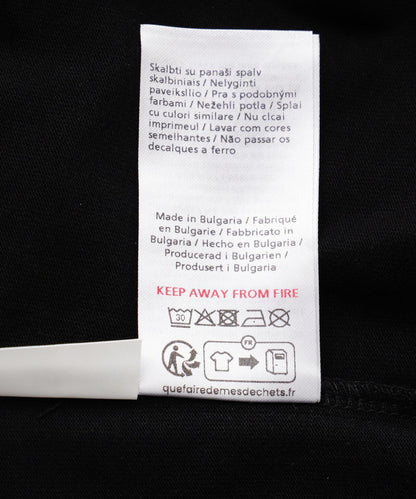 Skalbti su panaši spalv
skalbiniais / Nelyginti
paveiksllio / Pra s podobnými
farbami / Nežehli potla / Splai
cu culori similare / Nu clcai
imprimeul / Lavar com cores
semelhantes / Não passar os
decalques a ferro
Made in Bulgaria / Fabriqué
en Bulgarie / Fabbricato in
Bulgaria / Hecho en Bulgaria /
Producerad i Bulgarien /
Produsert i Bulgaria
KEEP AWAY FROM FIRE
30
FR
quefairedemesdechets.fr